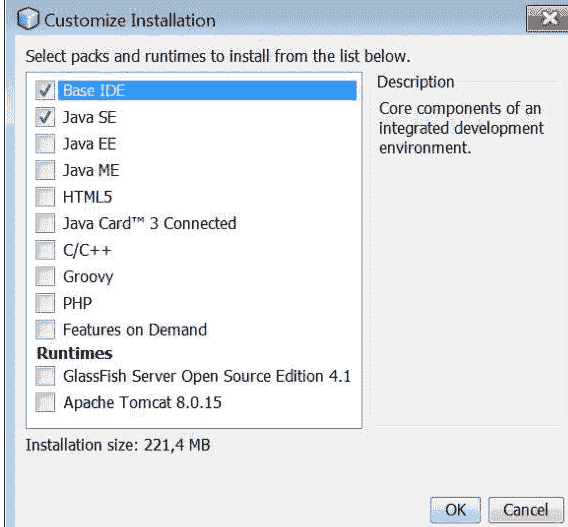 Customize Installation
Select packs and runtimes to install from the list below.
Base IDE
Java SE
Java EE
Java ME
HTML5
Java Card™ 3 Connected
C/C++
Groovy
PHP
Features on Demand
Runtimes
GlassFish Server Open Source Edition 4.1
Apache Tomcat 8.0.15
Description
Core components of an
integrated development
environment.
Installation size: 221,4 MB
OK
Cancel